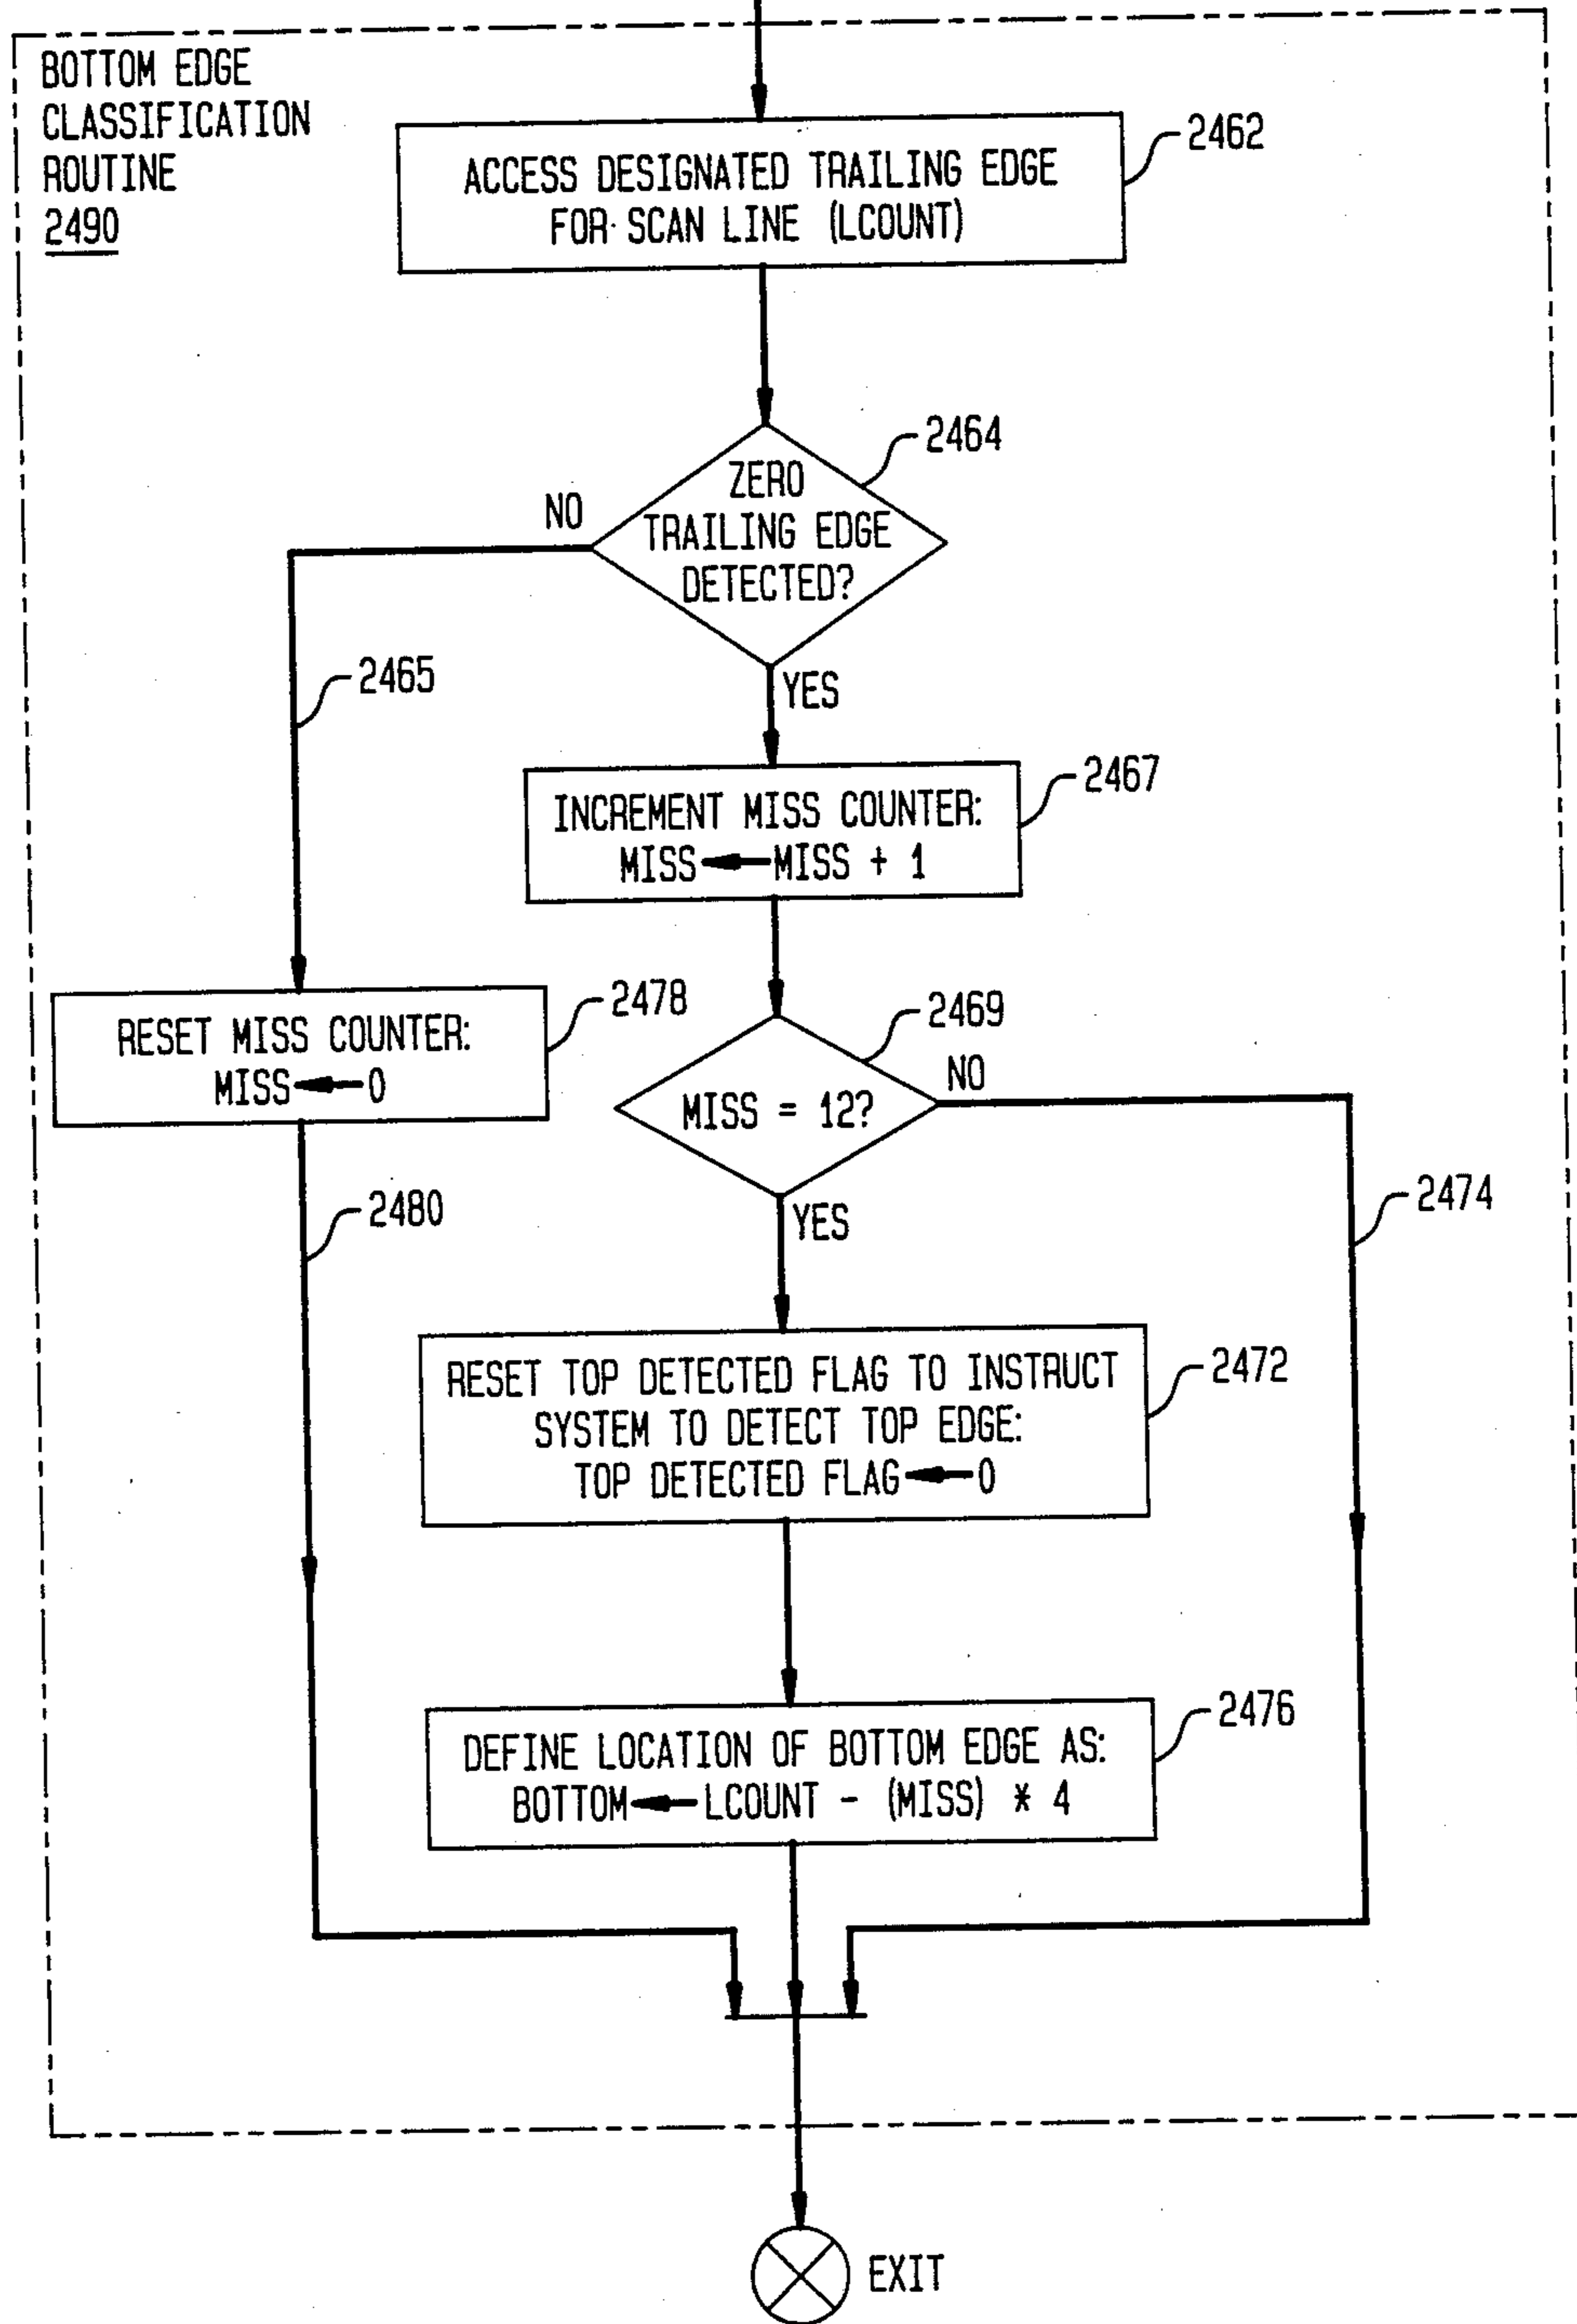 BOTTOM EDGE
CLASSIFICATION
ROUTINE
2490
2462
ACCESS DESIGNATED TRAILING EDGE
FOR SCAN LINE (LCOUNT)
2464
ZERO
TRAILING EDGE
DETECTED?
NO
YES
2465
2467
INCREMENT MISS COUNTER:
MISS ← MISS + 1
2478
RESET MISS COUNTER:
MISS ← 0
2469
MISS = 12?
NO
YES
2480
2474
2472
RESET TOP DETECTED FLAG TO INSTRUCT
SYSTEM TO DETECT TOP EDGE:
TOP DETECTED FLAG ← 0
2476
DEFINE LOCATION OF BOTTOM EDGE AS:
BOTTOM ← LCOUNT - (MISS) * 4
EXIT